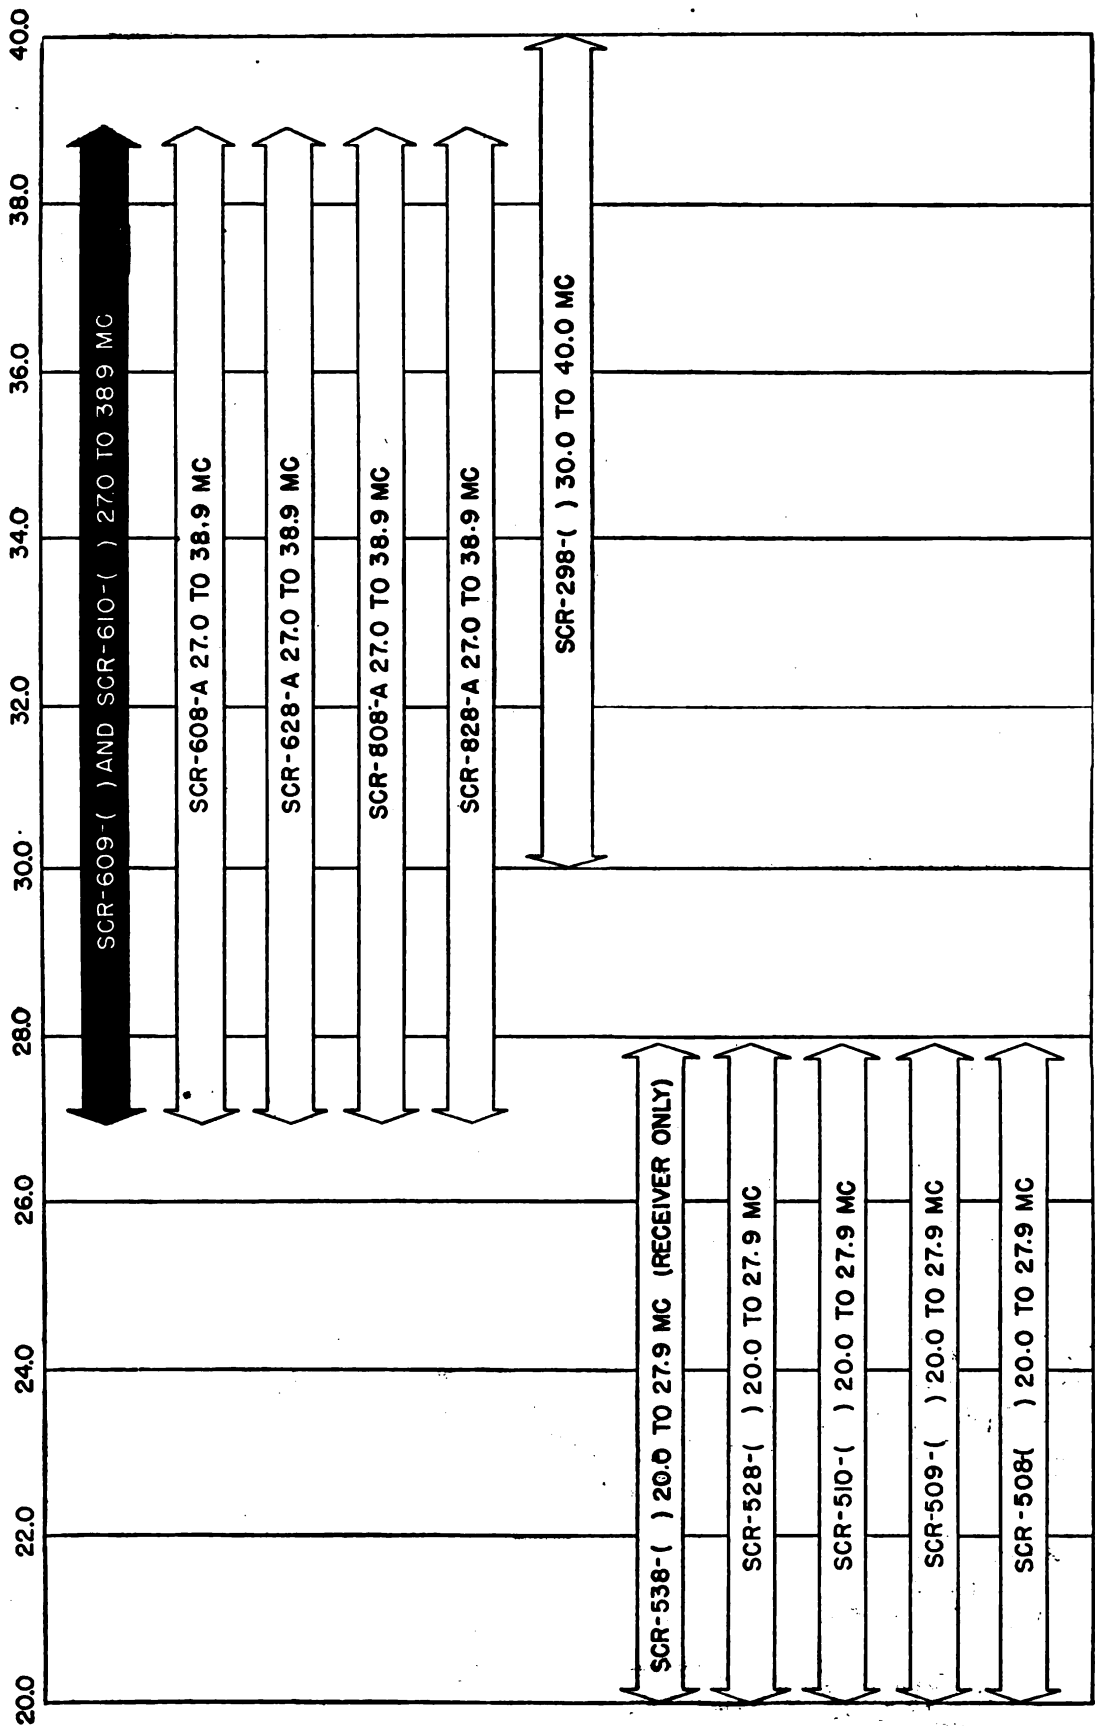 20.0 22.0 24.0 26.0 28.0 30.0 32.0 34.0 36.0 38.0 40.0
SCR-609-( ) AND SCR-610-( ) 27.0 TO 38.9 MC
SCR-608-A 27.0 TO 38.9 MC
SCR-628-A 27.0 TO 38.9 MC
SCR-808-A 27.0 TO 38.9 MC
SCR-828-A 27.0 TO 38.9 MC
SCR-298-( ) 30.0 TO 40.0 MC
SCR-538-( ) 20.0 TO 27.9 MC (RECEIVER ONLY)
SCR-528-( ) 20.0 TO 27.9 MC
SCR-510-( ) 20.0 TO 27.9 MC
SCR-509-( ) 20.0 TO 27.9 MC
SCR-508-( ) 20.0 TO 27.9 MC